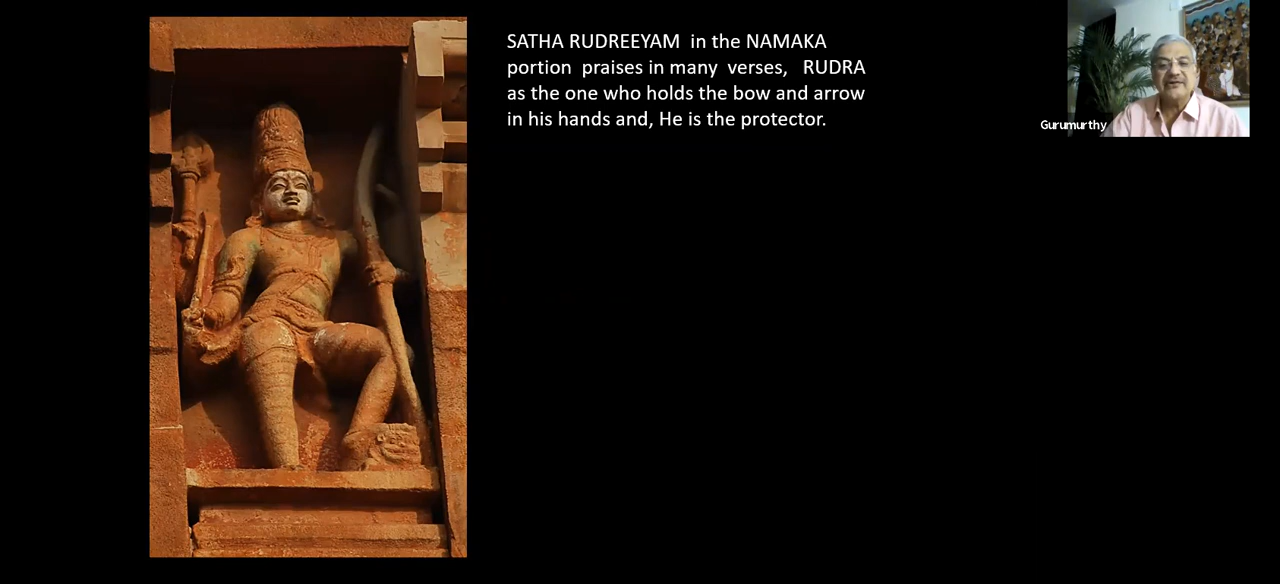 SATHA RUDREEYAM in the NAMAKA
portion praises in many verses, RUDRA
as the one who holds the bow and arrow
in his hands and, He is the protector.
Gurumurthy